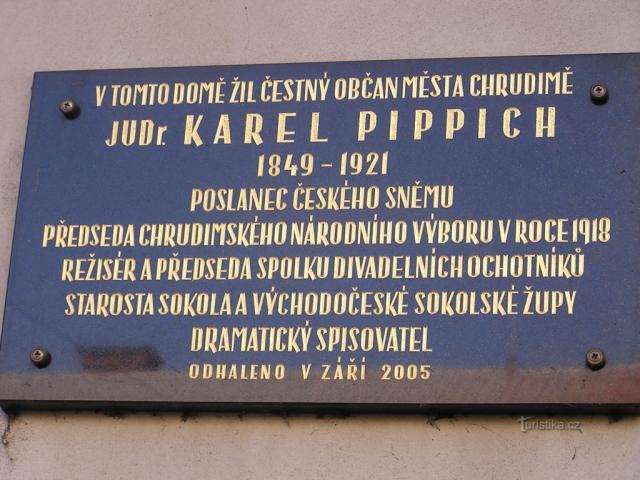 V TOMTO DOMĚ ŽIL ČESTNÝ OBČAN MĚSTA CHRUDIMĚ
JUDr. KAREL PIPPICH
1849 - 1921
POSLANEC ČESKÉHO SNĚMU
PŘEDSEDA CHRUDIMSKÉHO NÁRODNÍHO VÝBORU V ROCE 1918
REŽISÉR A PŘEDSEDA SPOLKU DIVADELNÍCH OCHOTNÍKŮ
STAROSTA SOKOLA A VÝCHODOČESKÉ SOKOLSKÉ ŽUPY
DRAMATICKÝ SPISOVATEL
ODHALENO V ZÁŘÍ 2005
Turistika.cz